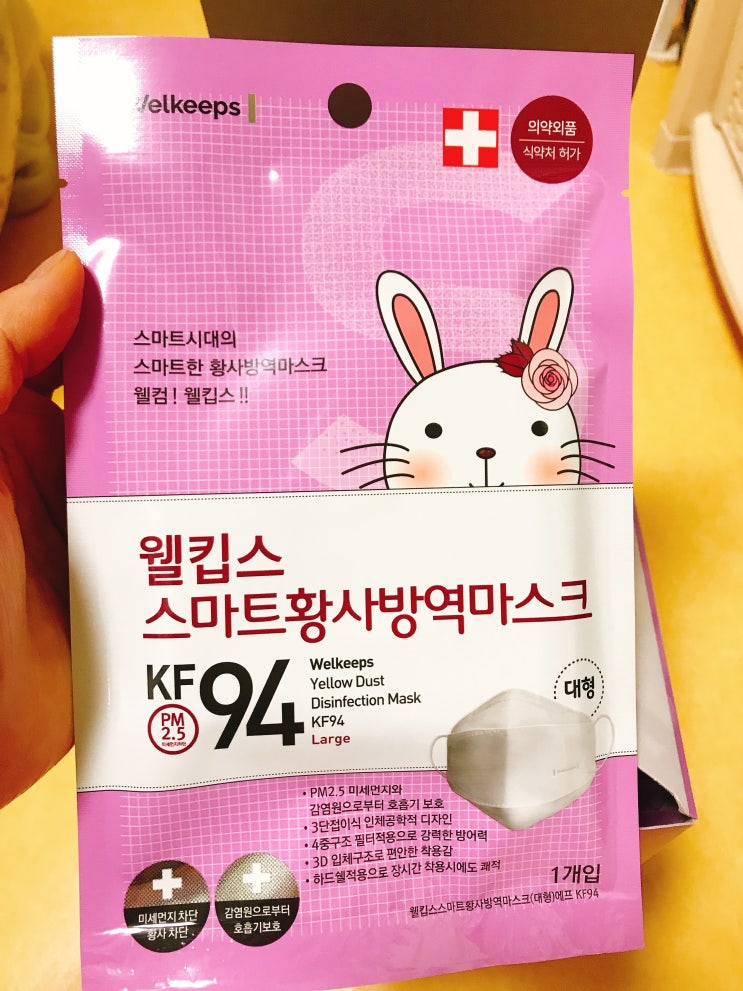 Welkeeps
의약외품
식약처 허가
스마트시대의
스마트한 황사방역마스크
웰컴! 웰킵스!!
웰킵스
스마트황사방역마스크
KF94
PM
2.5
미세먼지차단
Welkeeps
Yellow Dust
Disinfection Mask
KF94
Large
대형
• PM2.5 미세먼지와
감염원으로부터 호흡기 보호
• 3단접이식 인체공학적 디자인
• 4중구조 필터적용으로 강력한 방어력
• 3D 입체구조로 편안한 착용감
• 하드쉘적용으로 장시간 착용시에도 쾌적
미세먼지 차단
황사 차단
감염원으로부터
호흡기보호
1개입
웰킵스스마트황사방역마스크(대형)에프 KF94